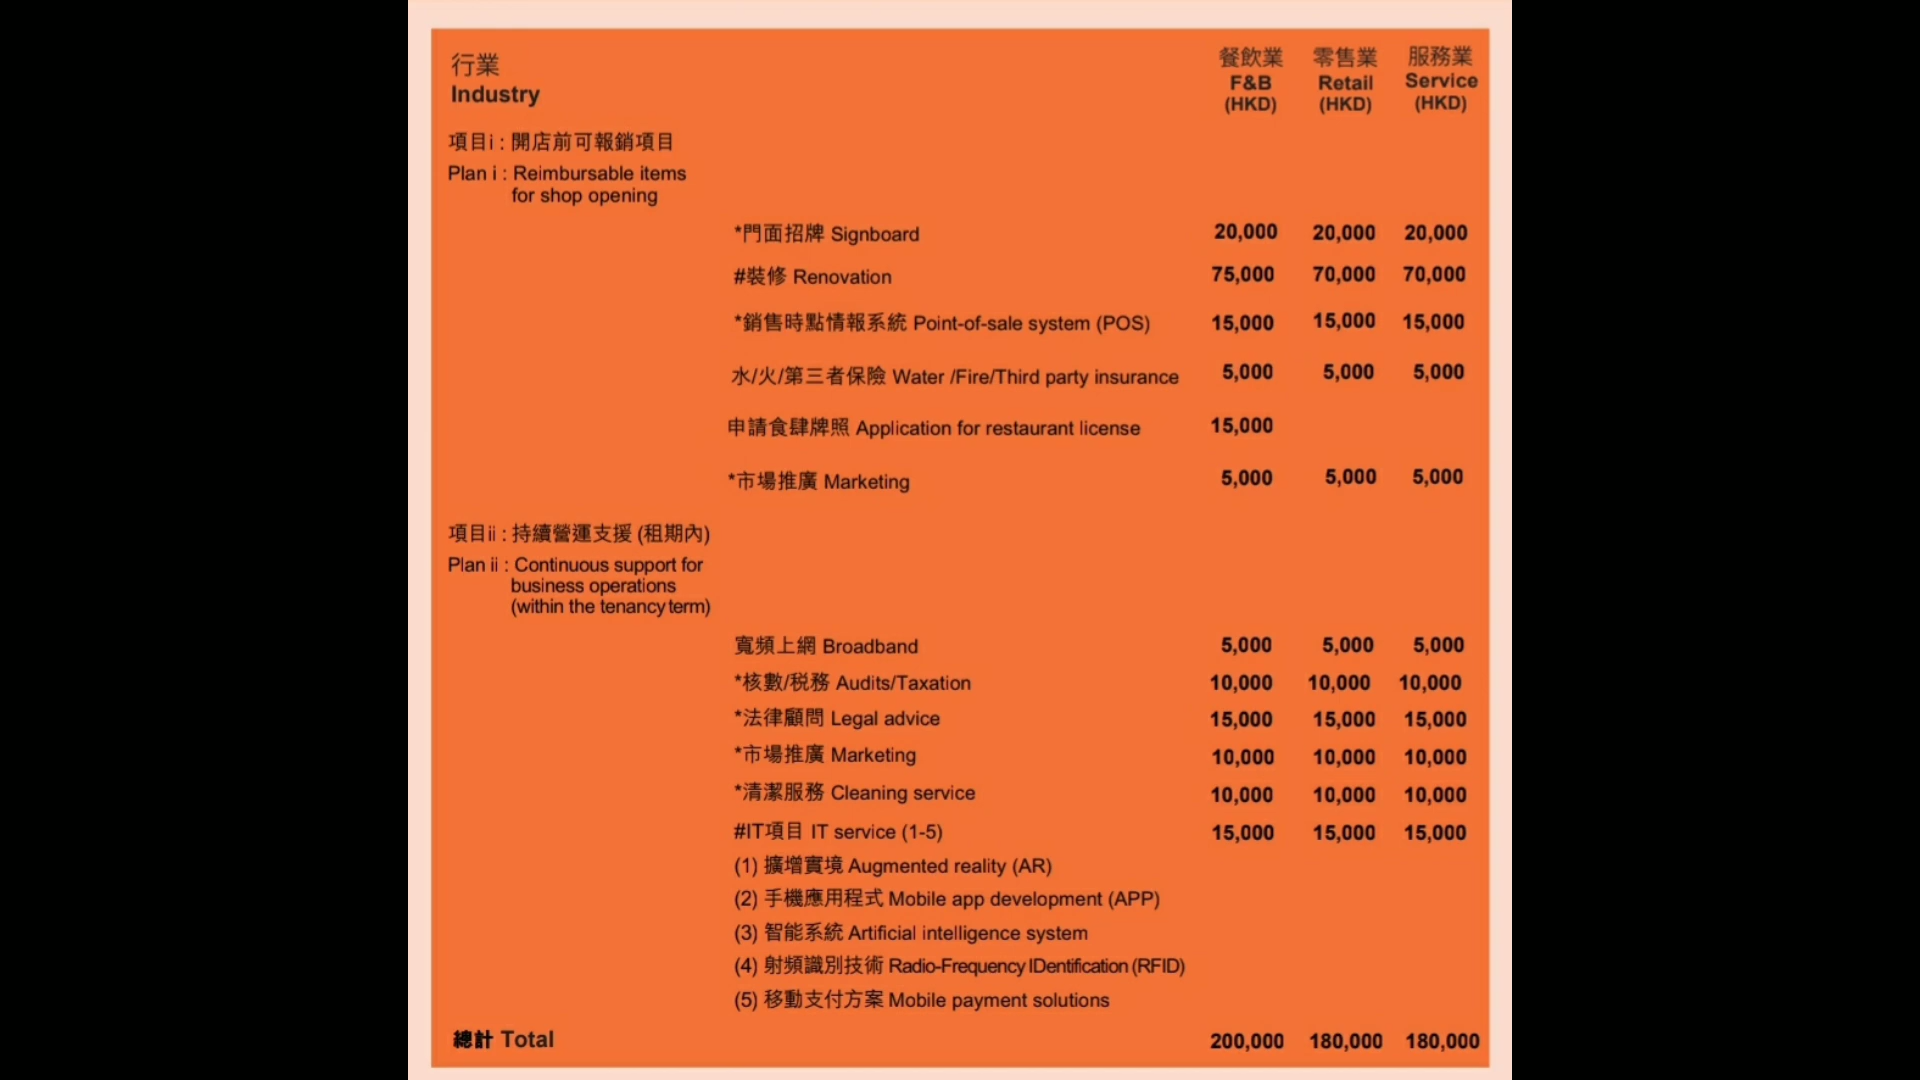 行業
Industry
餐飲業 零售業 服務業
F&B Retail Service
(HKD) (HKD) (HKD)
項目i : 開店前可報銷項目
Plan i : Reimbursable items
for shop opening
*門面招牌 Signboard 20,000 20,000 20,000
#裝修 Renovation 75,000 70,000 70,000
*銷售時點情報系統 Point-of-sale system (POS) 15,000 15,000 15,000
水/火/第三者保險 Water /Fire/Third party insurance 5,000 5,000 5,000
申請食肆牌照 Application for restaurant license 15,000
*市場推廣 Marketing 5,000 5,000 5,000
項目ii : 持續營運支援 (租期內)
Plan ii : Continuous support for
business operations
(within the tenancy term)
寬頻上網 Broadband 5,000 5,000 5,000
*核數/税務 Audits/Taxation 10,000 10,000 10,000
*法律顧問 Legal advice 15,000 15,000 15,000
*市場推廣 Marketing 10,000 10,000 10,000
*清潔服務 Cleaning service 10,000 10,000 10,000
#IT項目 IT service (1-5) 15,000 15,000 15,000
(1) 擴增實境 Augmented reality (AR)
(2) 手機應用程式 Mobile app development (APP)
(3) 智能系統 Artificial intelligence system
(4) 射頻識別技術 Radio-Frequency IDentification (RFID)
(5) 移動支付方案 Mobile payment solutions
總計 Total 200,000 180,000 180,000